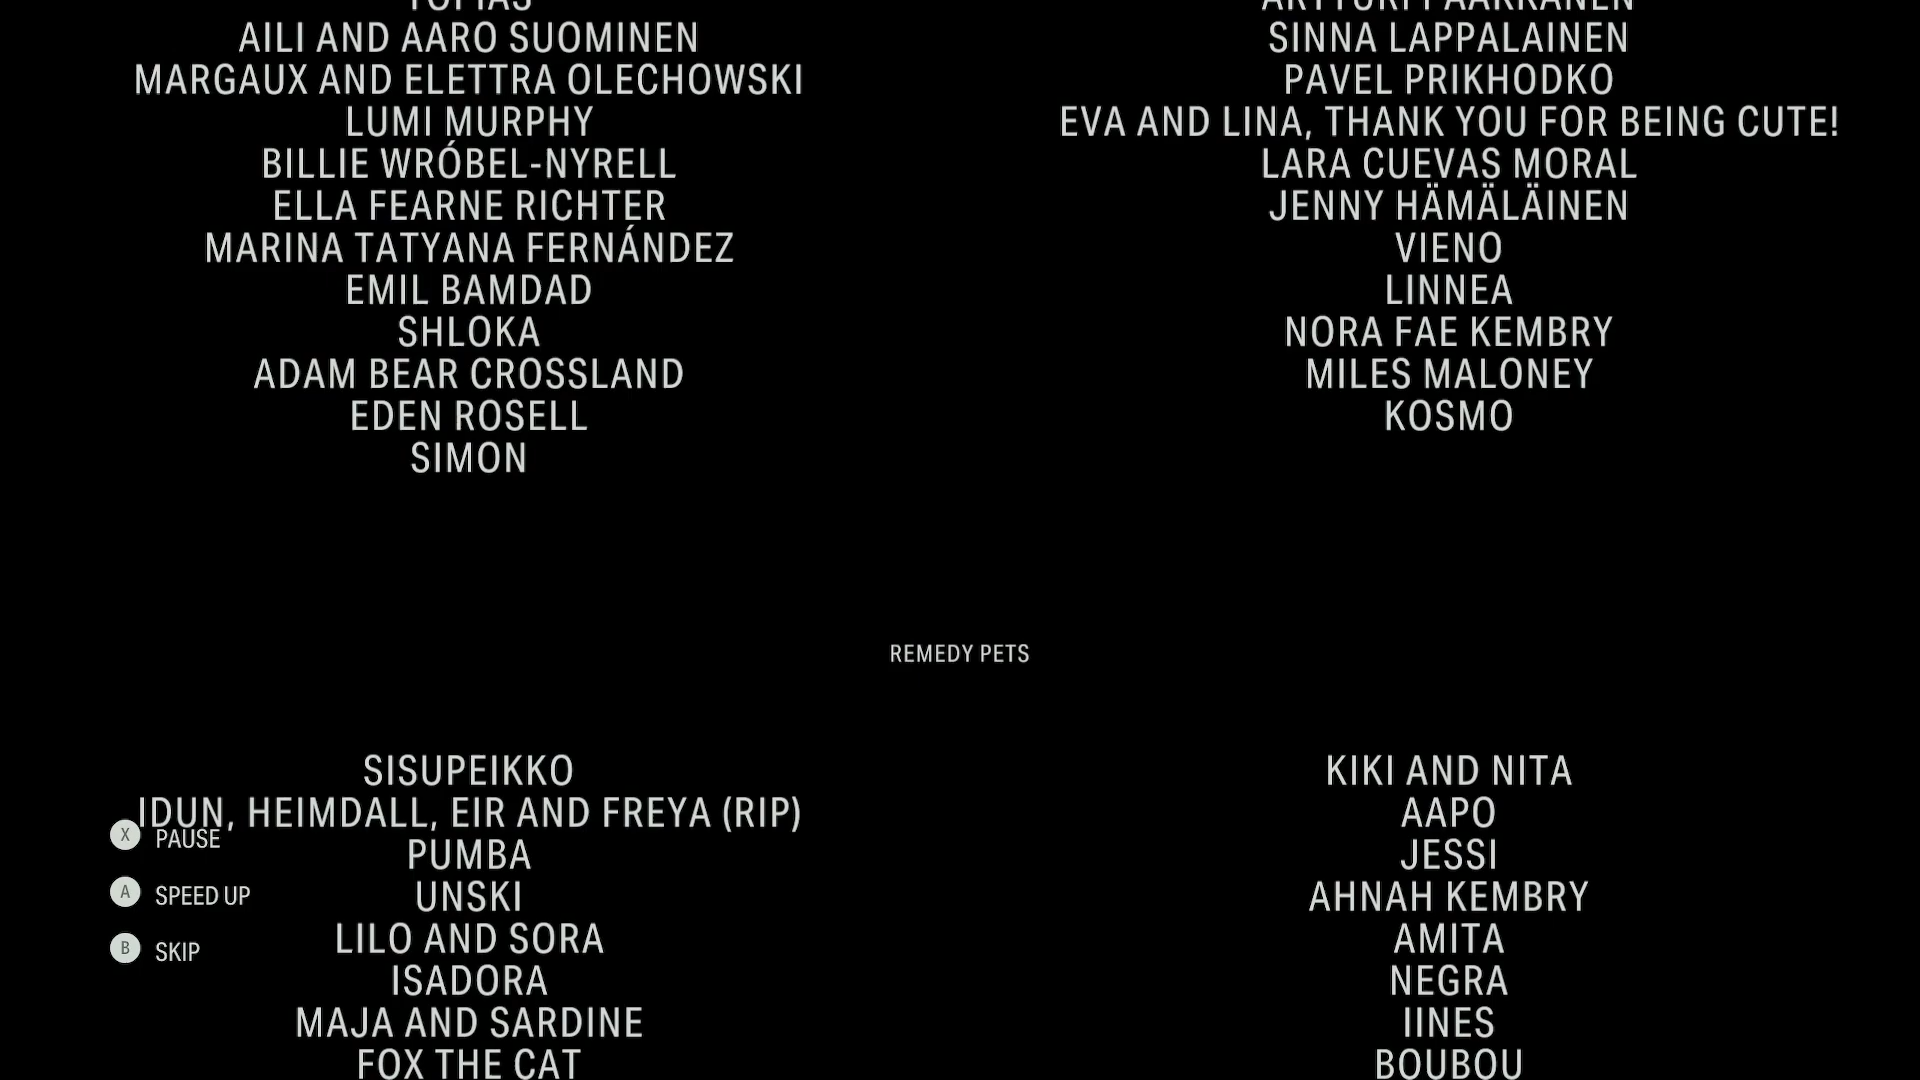 TOPIAS
AILI AND AARO SUOMINEN
MARGAUX AND ELETTRA OLECHOWSKI
LUMI MURPHY
BILLIE WRÓBEL-NYRELL
ELLA FEARNE RICHTER
MARINA TATYANA FERNÁNDEZ
EMIL BAMDAD
SHLOKA
ADAM BEAR CROSSLAND
EDEN ROSELL
SIMON
SINNA LAPPALAINEN
PAVEL PRIKHODKO
EVA AND LINA, THANK YOU FOR BEING CUTE!
LARA CUEVAS MORAL
JENNY HÄMÄLÄINEN
VIENO
LINNEA
NORA FAE KEMBRY
MILES MALONEY
KOSMO
REMEDY PETS
SISUPEIKKO
IDUN, HEIMDALL, EIR AND FREYA (RIP)
PUMBA
UNSKI
LILO AND SORA
ISADORA
MAJA AND SARDINE
FOX THE CAT
KIKI AND NITA
AAPO
JESSI
AHNAH KEMBRY
AMITA
NEGRA
IINES
BOUBOU
X PAUSE
A SPEED UP
B SKIP